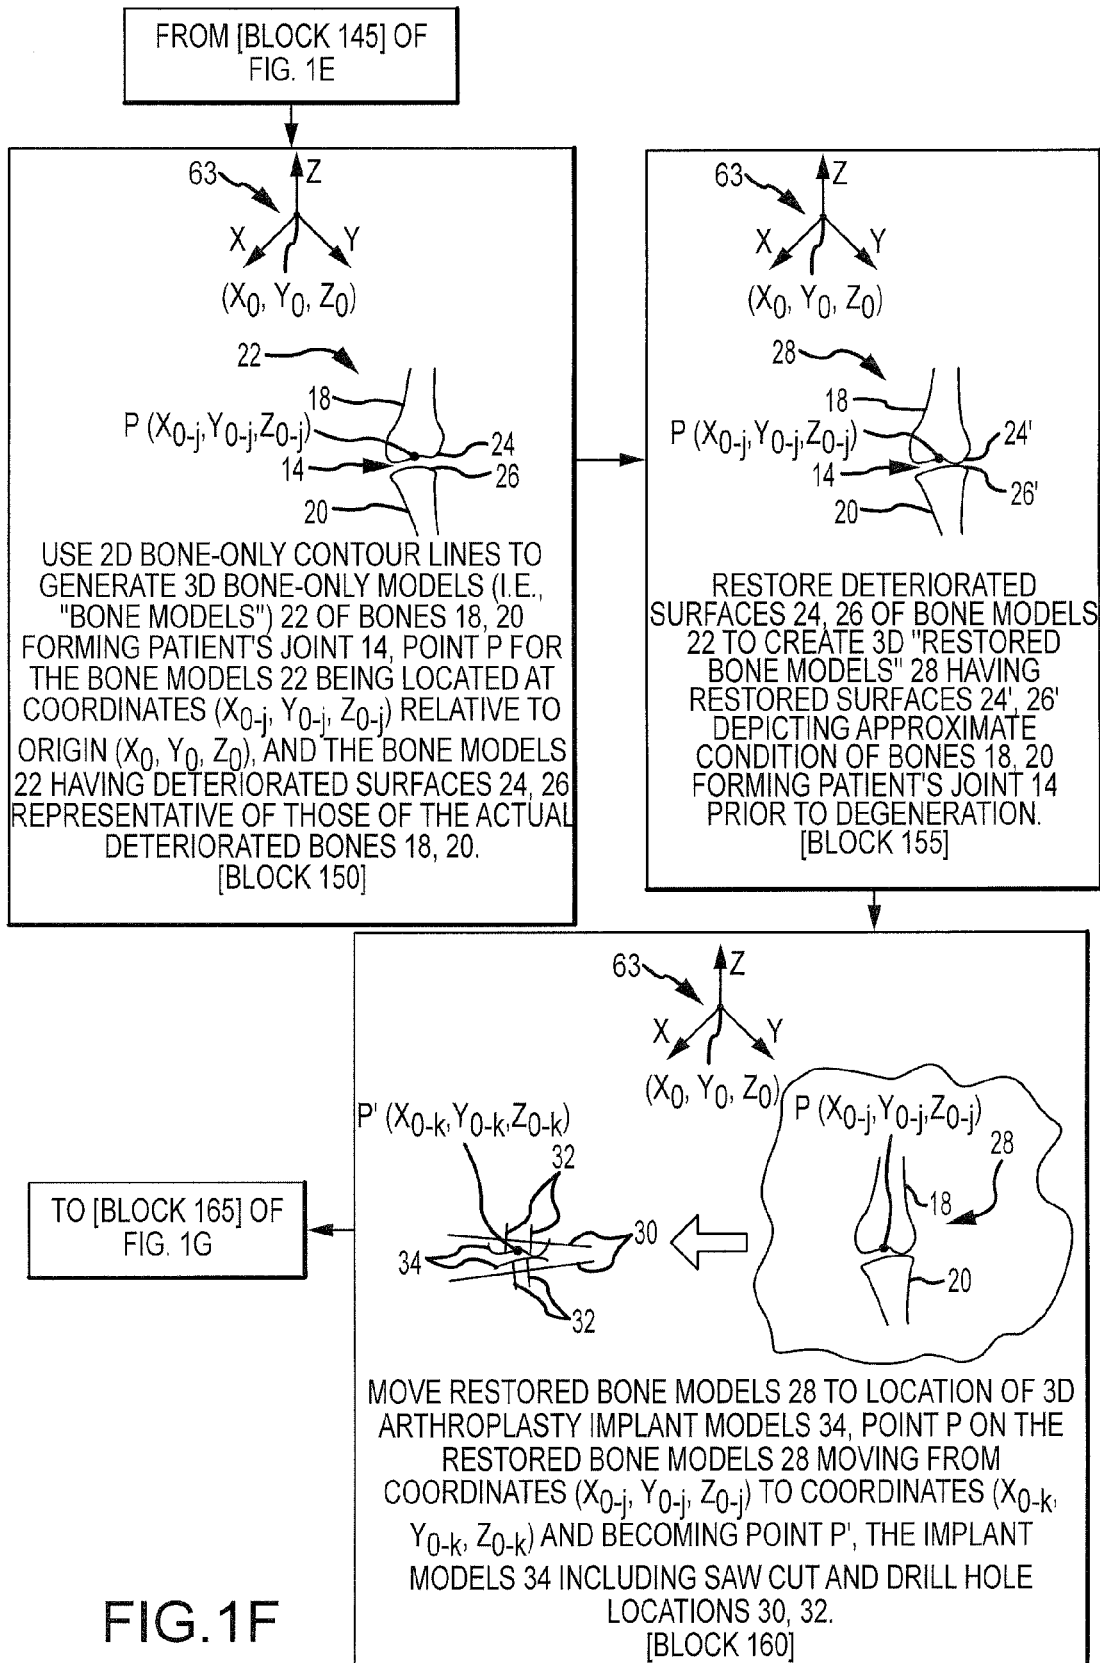 FROM [BLOCK 145] OF
FIG. 1E
63
Z
X
Y
(X0, Y0, Z0)
22
18
P (X0-j,Y0-j,Z0-j)
24
14
26
20
USE 2D BONE-ONLY CONTOUR LINES TO
GENERATE 3D BONE-ONLY MODELS (I.E.,
"BONE MODELS") 22 OF BONES 18, 20
FORMING PATIENT'S JOINT 14, POINT P FOR
THE BONE MODELS 22 BEING LOCATED AT
COORDINATES (X0-j, Y0-j, Z0-j) RELATIVE TO
ORIGIN (X0, Y0, Z0), AND THE BONE MODELS
22 HAVING DETERIORATED SURFACES 24, 26
REPRESENTATIVE OF THOSE OF THE ACTUAL
DETERIORATED BONES 18, 20.
[BLOCK 150]
63
Z
X
Y
(X0, Y0, Z0)
28
18
P (X0-j,Y0-j,Z0-j)
24'
14
26'
20
RESTORE DETERIORATED
SURFACES 24, 26 OF BONE MODELS
22 TO CREATE 3D "RESTORED
BONE MODELS" 28 HAVING
RESTORED SURFACES 24', 26'
DEPICTING APPROXIMATE
CONDITION OF BONES 18, 20
FORMING PATIENT'S JOINT 14
PRIOR TO DEGENERATION.
[BLOCK 155]
63
Z
X
Y
(X0, Y0, Z0)
P (X0-j,Y0-j,Z0-j)
P' (X0-k,Y0-k,Z0-k)
32
28
18
30
34
20
32
MOVE RESTORED BONE MODELS 28 TO LOCATION OF 3D
ARTHROPLASTY IMPLANT MODELS 34, POINT P ON THE
RESTORED BONE MODELS 28 MOVING FROM
COORDINATES (X0-j, Y0-j, Z0-j) TO COORDINATES (X0-k,
Y0-k, Z0-k) AND BECOMING POINT P', THE IMPLANT
MODELS 34 INCLUDING SAW CUT AND DRILL HOLE
LOCATIONS 30, 32.
[BLOCK 160]
TO [BLOCK 165] OF
FIG. 1G
FIG.1F